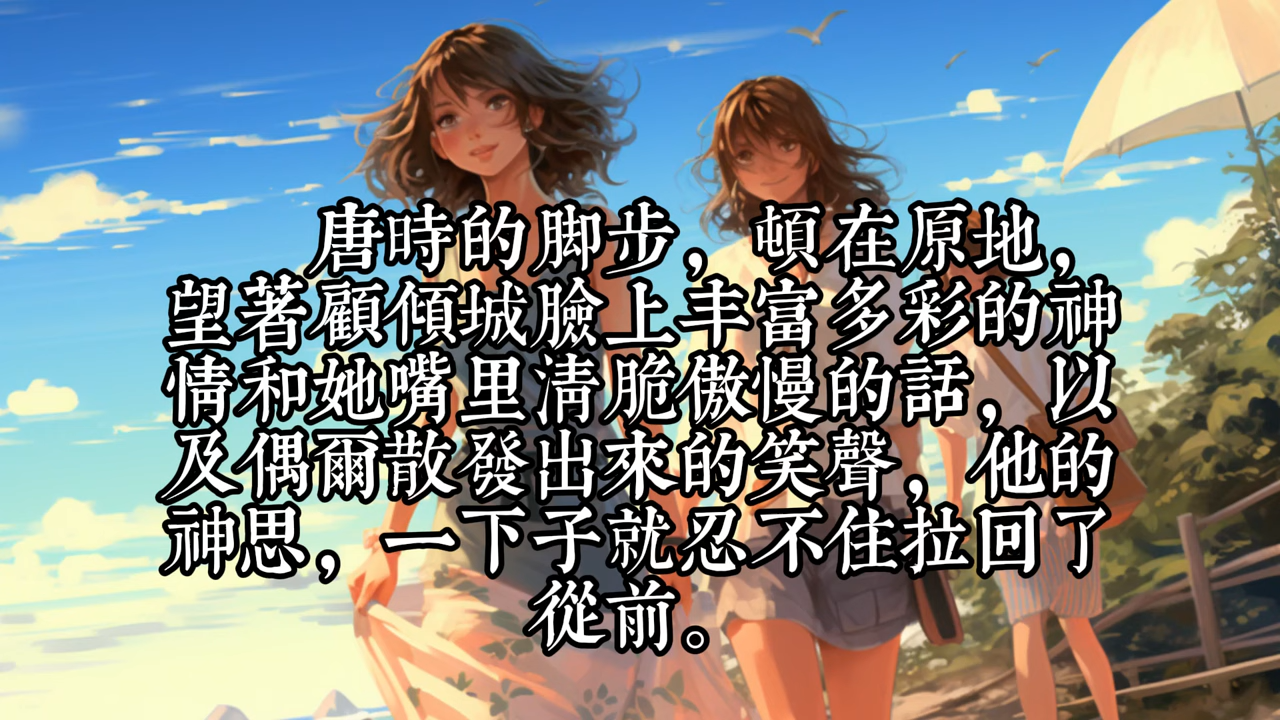 唐時的脚步，頓在原地，
望著顧傾城臉上丰富多彩的神
情和她嘴里清脆傲慢的話，以
及偶爾散發出來的笑聲，他的
神思，一下子就忍不住拉回了
從前。